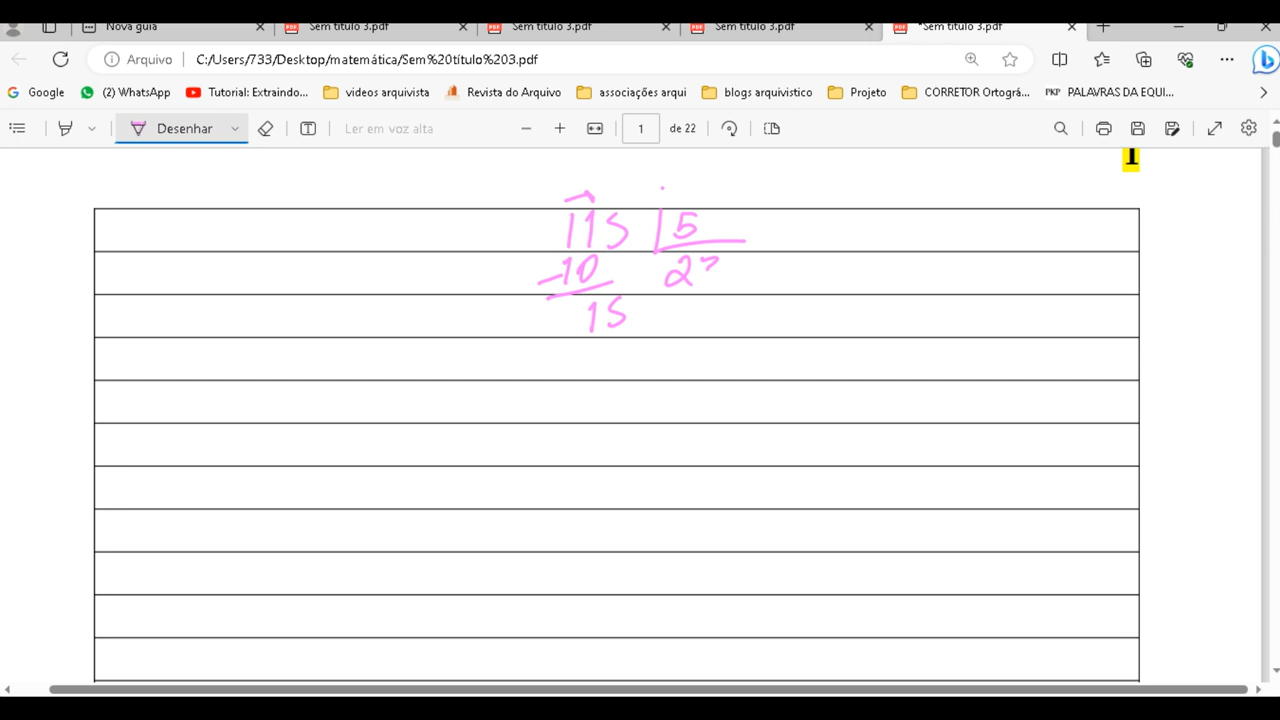 Nova guia Sem título 3.pdf Sem título 3.pdf Sem título 3.pdf *Sem título 3.pdf
Arquivo C:/Users/733/Desktop/matemática/Sem%20título%203.pdf
Google (2) WhatsApp Tutorial: Extraindo... videos arquivista Revista do Arquivo associações arqui blogs arquivistico Projeto CORRETOR Ortográ... PKP PALAVRAS DA EQUI...
Desenhar Ler em voz alta 1 de 22
1
115 5
-10 2
15